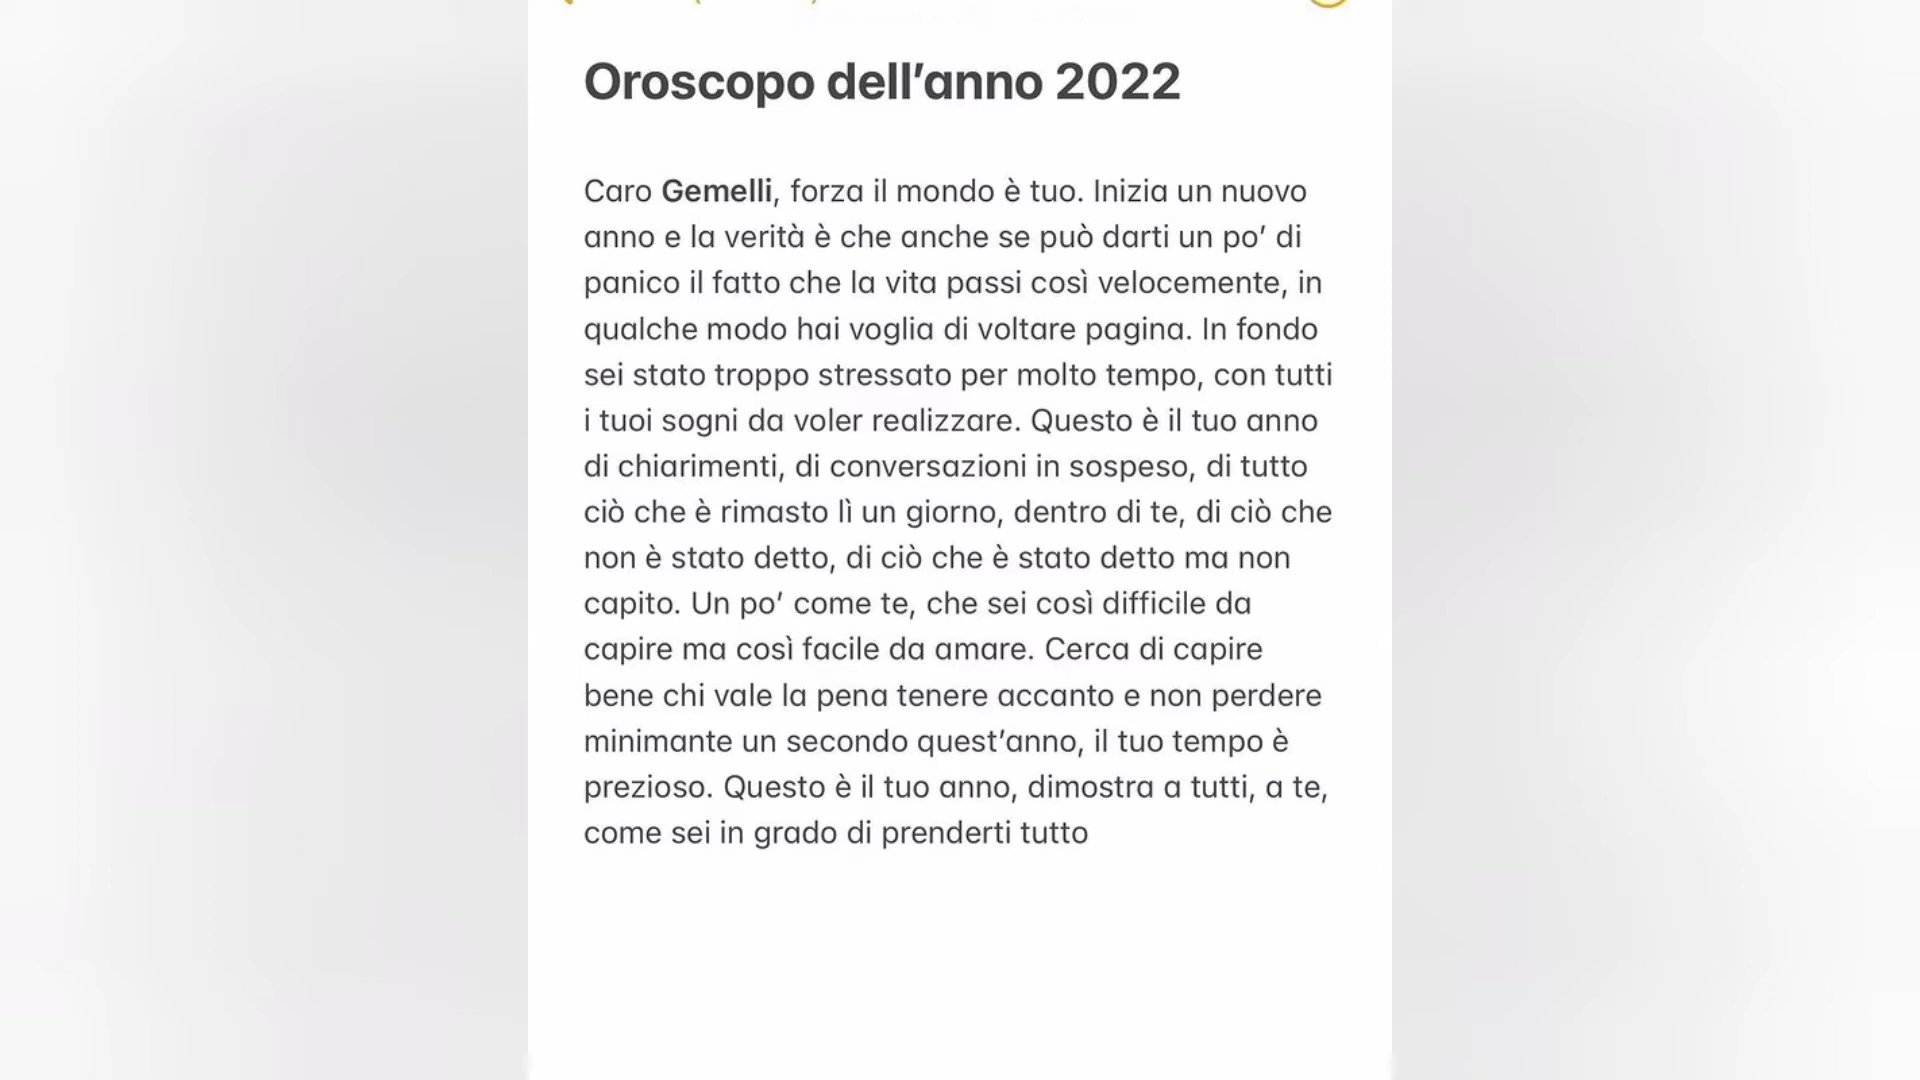 Oroscopo dell’anno 2022
Caro Gemelli, forza il mondo è tuo. Inizia un nuovo
anno e la verità è che anche se può darti un po’ di
panico il fatto che la vita passi così velocemente, in
qualche modo hai voglia di voltare pagina. In fondo
sei stato troppo stressato per molto tempo, con tutti
i tuoi sogni da voler realizzare. Questo è il tuo anno
di chiarimenti, di conversazioni in sospeso, di tutto
ciò che è rimasto lì un giorno, dentro di te, di ciò che
non è stato detto, di ciò che è stato detto ma non
capito. Un po’ come te, che sei così difficile da
capire ma così facile da amare. Cerca di capire
bene chi vale la pena tenere accanto e non perdere
minimante un secondo quest’anno, il tuo tempo è
prezioso. Questo è il tuo anno, dimostra a tutti, a te,
come sei in grado di prenderti tutto